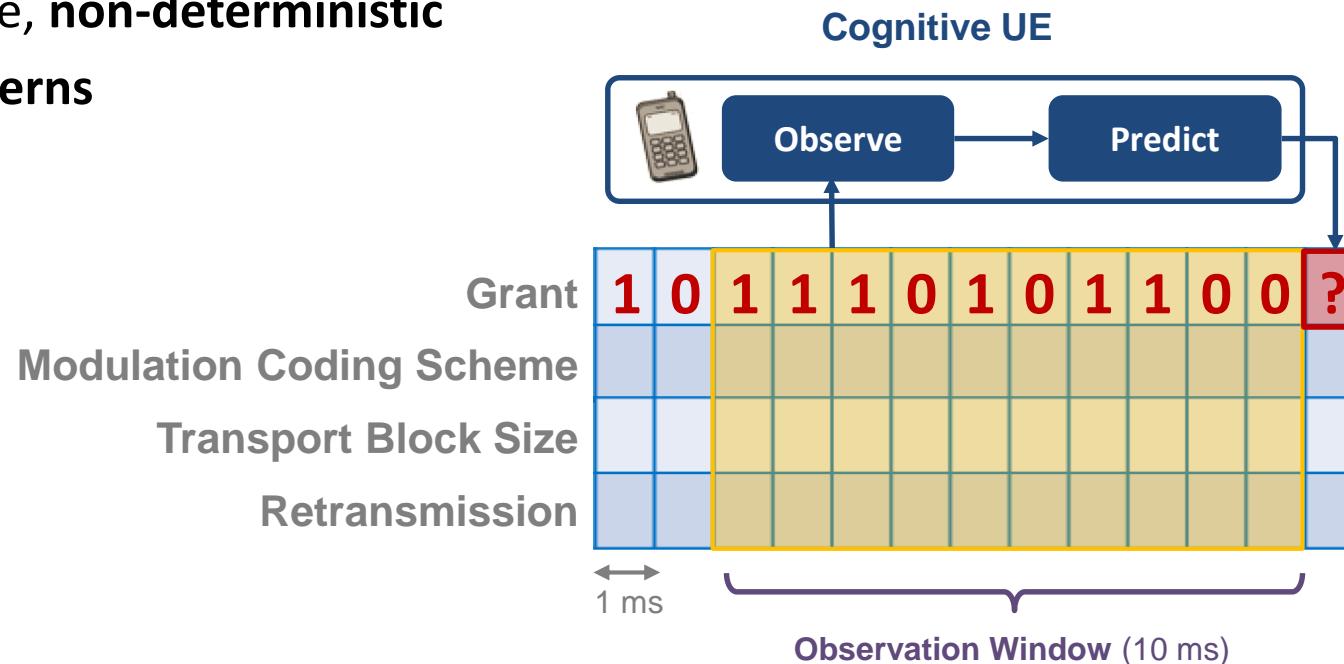 e, non-deterministic
erns
Cognitive UE
Observe
Predict
Grant 1 0 1 1 1 0 1 0 1 1 0 0 ?
Modulation Coding Scheme
Transport Block Size
Retransmission
1 ms
Observation Window (10 ms)